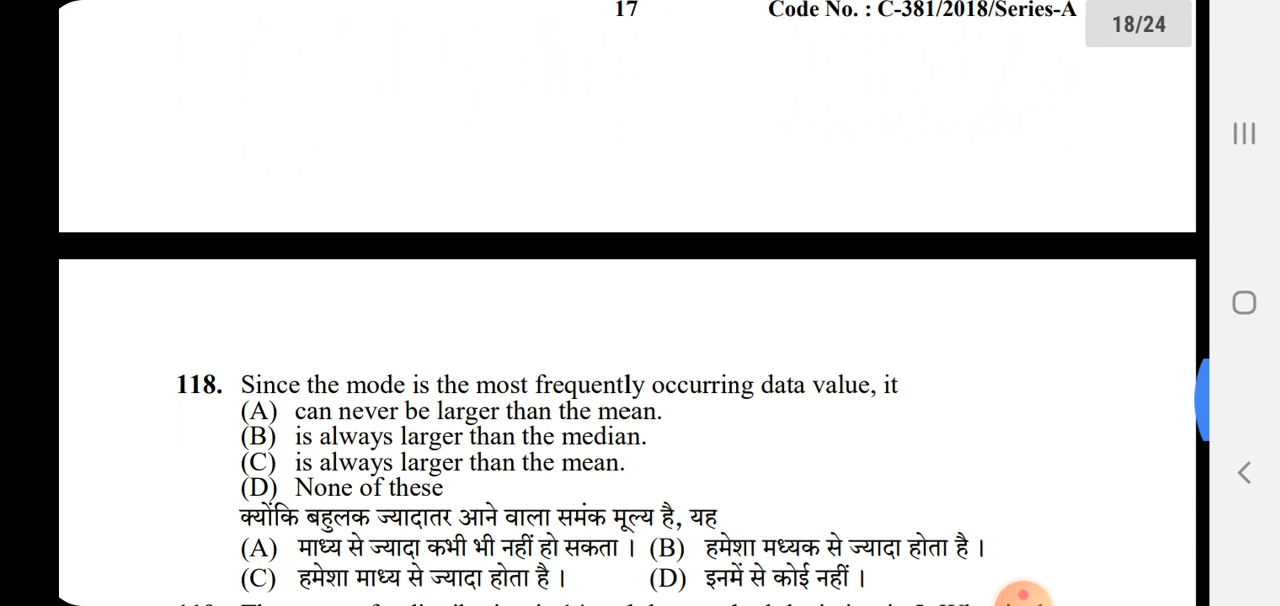 17 Code No. : C-381/2018/Series-A
18/24
118. Since the mode is the most frequently occurring data value, it
(A) can never be larger than the mean.
(B) is always larger than the median.
(C) is always larger than the mean.
(D) None of these
क्योंकि बहुलक ज्यादातर आने वाला समंक मूल्य है, यह
(A) माध्य से ज्यादा कभी भी नहीं हो सकता । (B) हमेशा मध्यक से ज्यादा होता है ।
(C) हमेशा माध्य से ज्यादा होता है । (D) इनमें से कोई नहीं ।